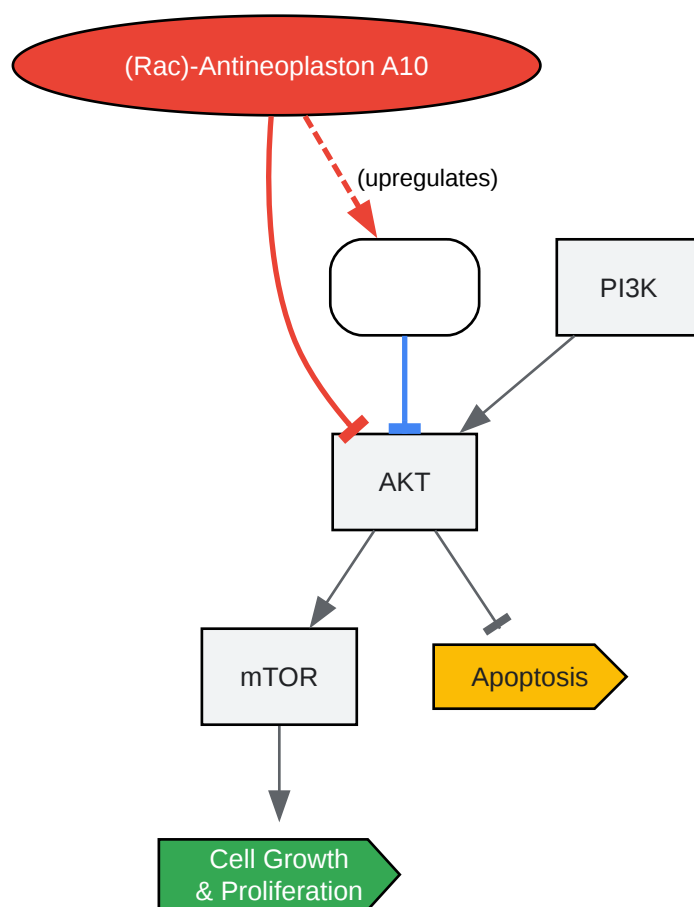 (Rac)-Antineoplaston A10
(upregulates)
PI3K
AKT
mTOR
Apoptosis
Cell Growth
& Proliferation